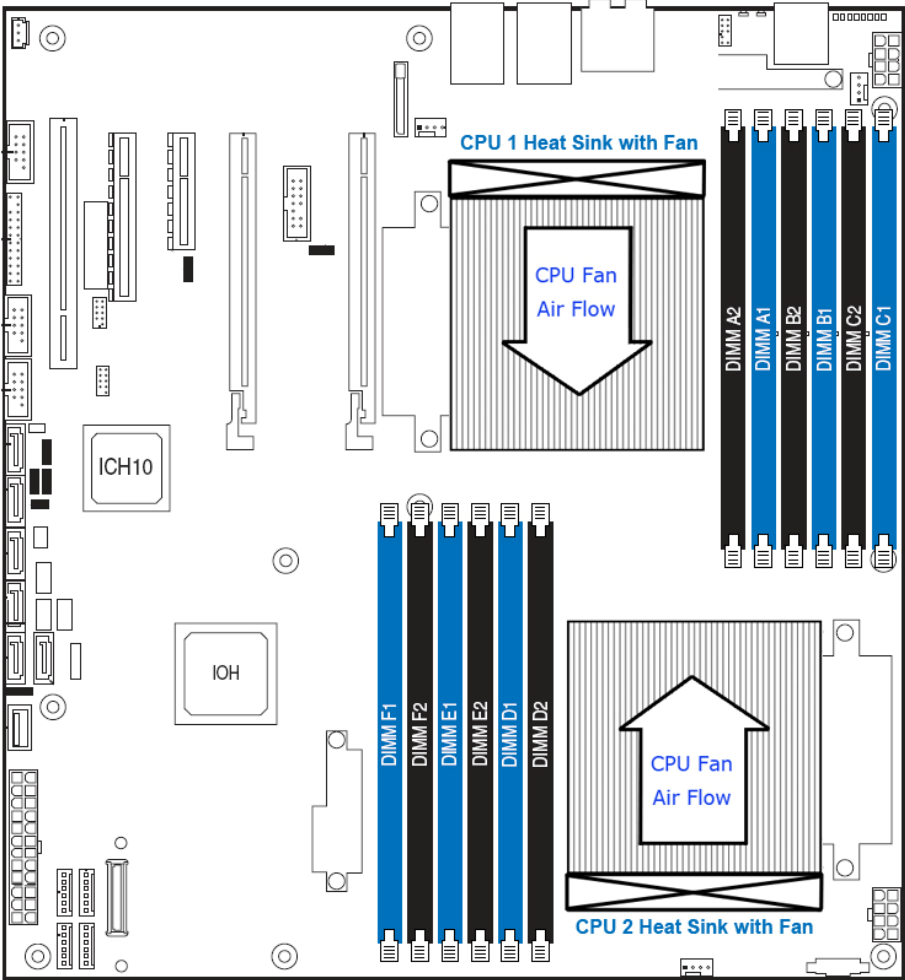 CPU 1 Heat Sink with Fan
CPU Fan
Air Flow
DIMM A2
DIMM A1
DIMM B2
DIMM B1
DIMM C2
DIMM C1
ICH10
IOH
DIMM F1
DIMM F2
DIMM E1
DIMM E2
DIMM D1
DIMM D2
CPU Fan
Air Flow
CPU 2 Heat Sink with Fan